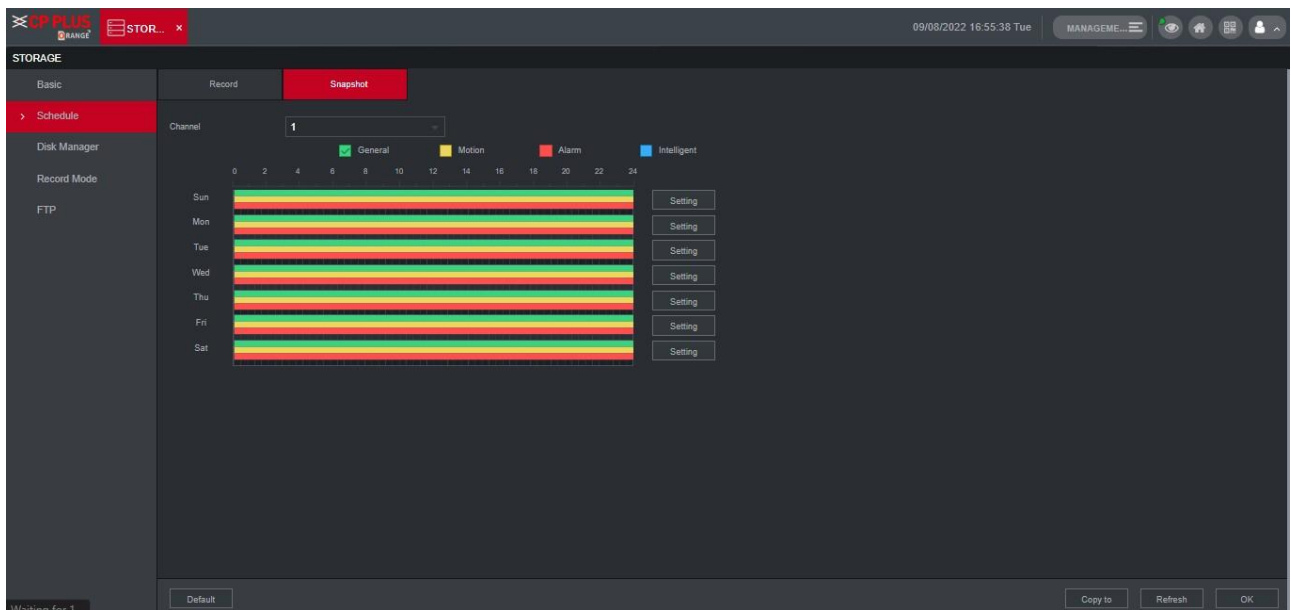 CP PLUS
ORANGE
STOR... ×
09/08/2022 16:55:38 Tue
MANAGEME...
STORAGE
Basic
Schedule
Disk Manager
Record Mode
FTP
Record Snapshot
Channel 1
General Motion Alarm Intelligent
0 2 4 6 8 10 12 14 16 18 20 22 24
Sun Setting
Mon Setting
Tue Setting
Wed Setting
Thu Setting
Fri Setting
Sat Setting
Waiting for 1
Default Copy to Refresh OK